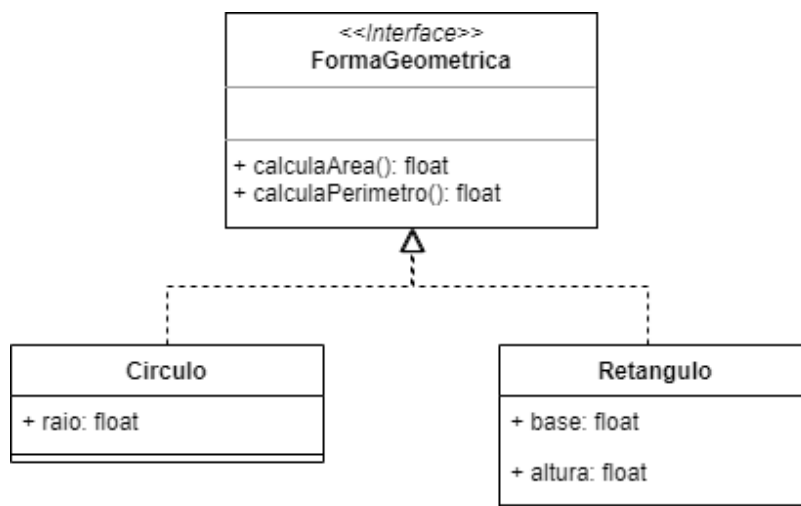 <<Interface>>
FormaGeometrica
+ calculaArea(): float
+ calculaPerimetro(): float
Circulo
+ raio: float
Retangulo
+ base: float
+ altura: float